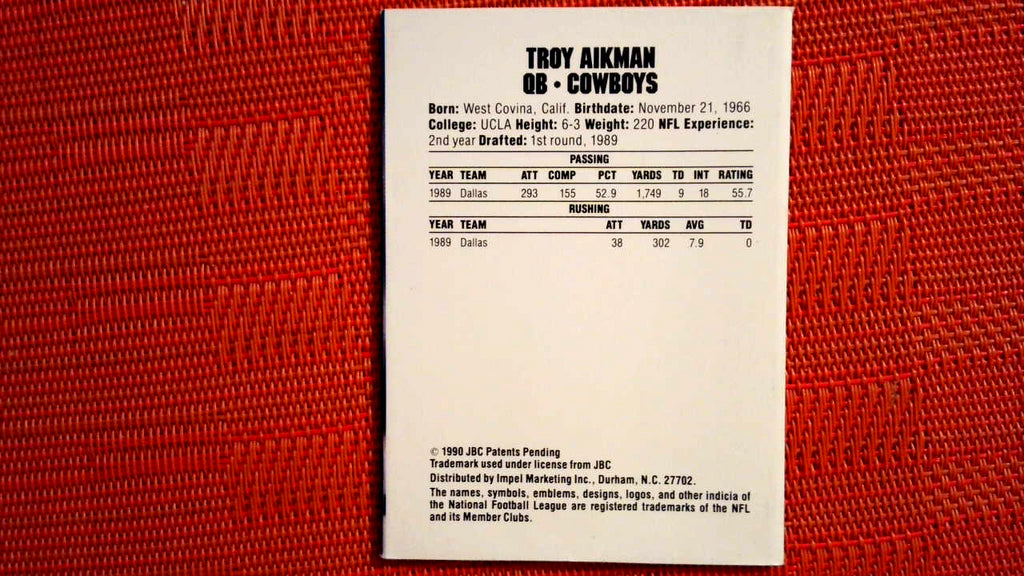 TROY AIKMAN
QB • COWBOYS
Born: West Covina, Calif. Birthdate: November 21, 1966
College: UCLA Height: 6-3 Weight: 220 NFL Experience:
2nd year Drafted: 1st round, 1989
PASSING
YEAR TEAM ATT COMP PCT YARDS TD INT RATING
1989 Dallas 293 155 52.9 1,749 9 18 55.7
RUSHING
YEAR TEAM ATT YARDS AVG TD
1989 Dallas 38 302 7.9 0
© 1990 JBC Patents Pending
Trademark used under license from JBC
Distributed by Impel Marketing Inc., Durham, N.C. 27702.
The names, symbols, emblems, designs, logos, and other indicia of
the National Football League are registered trademarks of the NFL
and its Member Clubs.